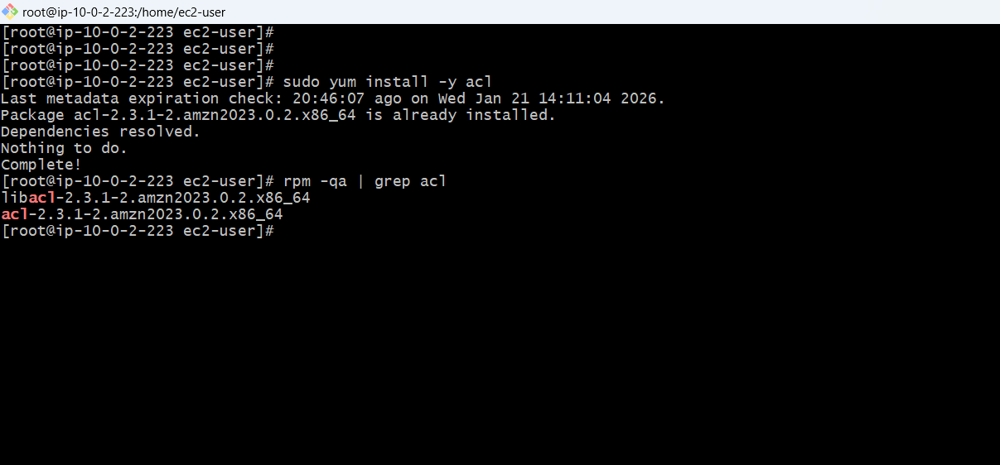 root@ip-10-0-2-223:/home/ec2-user
[root@ip-10-0-2-223 ec2-user]#
[root@ip-10-0-2-223 ec2-user]#
[root@ip-10-0-2-223 ec2-user]#
[root@ip-10-0-2-223 ec2-user]# sudo yum install -y acl
Last metadata expiration check: 20:46:07 ago on Wed Jan 21 14:11:04 2026.
Package acl-2.3.1-2.amzn2023.0.2.x86_64 is already installed.
Dependencies resolved.
Nothing to do.
Complete!
[root@ip-10-0-2-223 ec2-user]# rpm -qa | grep acl
libacl-2.3.1-2.amzn2023.0.2.x86_64
acl-2.3.1-2.amzn2023.0.2.x86_64
[root@ip-10-0-2-223 ec2-user]#